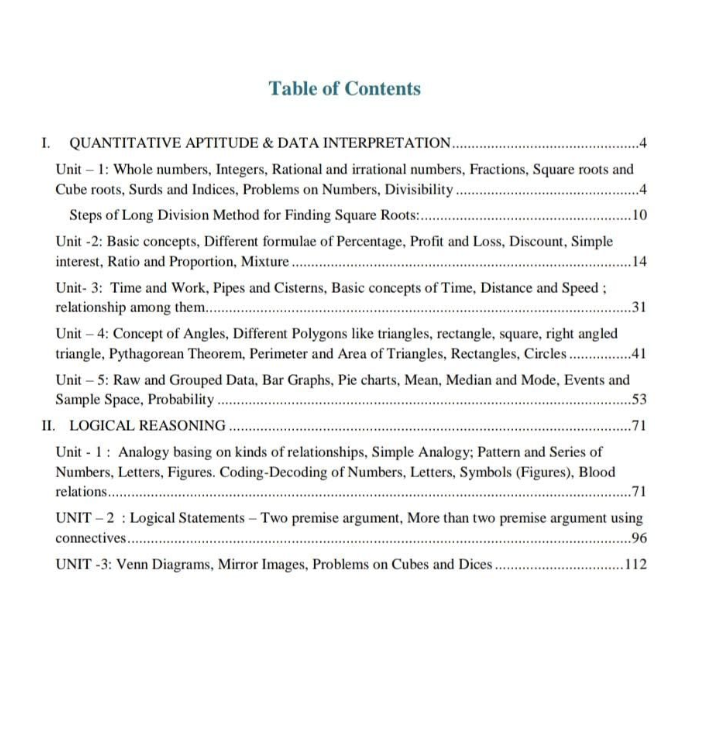 Table of Contents
I. QUANTITATIVE APTITUDE & DATA INTERPRETATION................................................4
Unit – 1: Whole numbers, Integers, Rational and irrational numbers, Fractions, Square roots and
Cube roots, Surds and Indices, Problems on Numbers, Divisibility................................................4
Steps of Long Division Method for Finding Square Roots:......................................................10
Unit -2: Basic concepts, Different formulae of Percentage, Profit and Loss, Discount, Simple
interest, Ratio and Proportion, Mixture.......................................................................................14
Unit- 3: Time and Work, Pipes and Cisterns, Basic concepts of Time, Distance and Speed ;
relationship among them..............................................................................................................31
Unit – 4: Concept of Angles, Different Polygons like triangles, rectangle, square, right angled
triangle, Pythagorean Theorem, Perimeter and Area of Triangles, Rectangles, Circles................41
Unit – 5: Raw and Grouped Data, Bar Graphs, Pie charts, Mean, Median and Mode, Events and
Sample Space, Probability...........................................................................................................53
II. LOGICAL REASONING........................................................................................................71
Unit - 1 : Analogy basing on kinds of relationships, Simple Analogy; Pattern and Series of
Numbers, Letters, Figures. Coding-Decoding of Numbers, Letters, Symbols (Figures), Blood
relations.......................................................................................................................................71
UNIT – 2 : Logical Statements – Two premise argument, More than two premise argument using
connectives..................................................................................................................................96
UNIT -3: Venn Diagrams, Mirror Images, Problems on Cubes and Dices.................................112